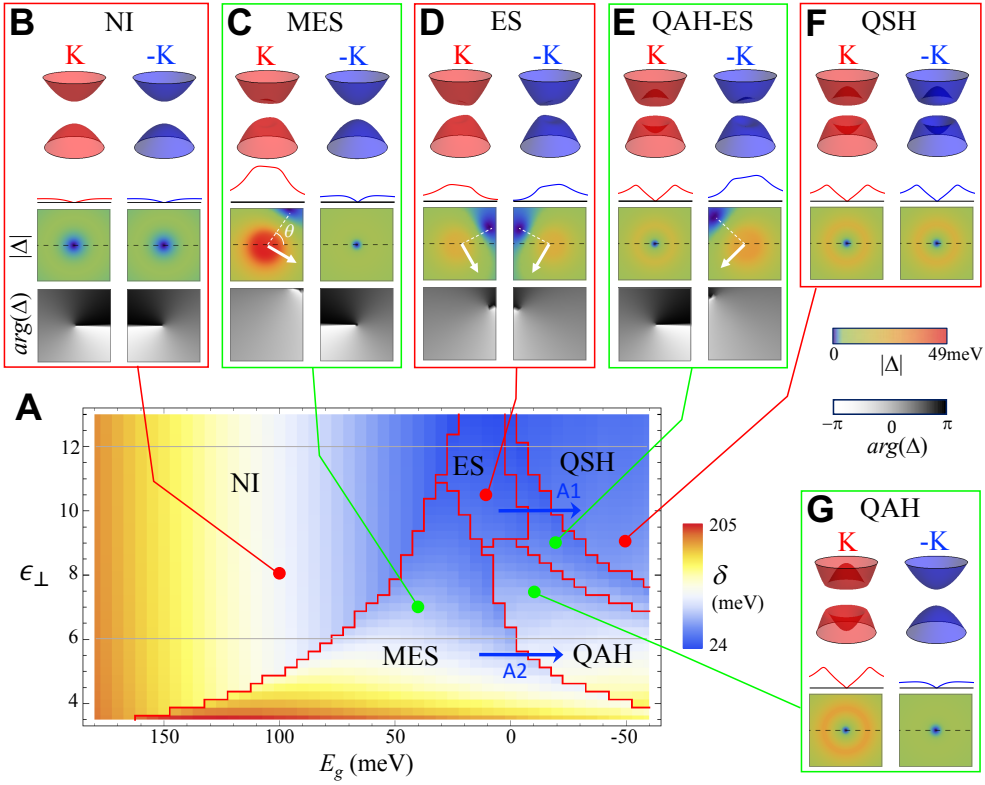 B NI
K -K
C MES
K -K
D ES
K -K
E QAH-ES
K -K
F QSH
K -K
|Δ|
θ
arg(Δ)
0 49meV
|Δ|
−π 0 π
arg(Δ)
A
12
10
8
6
4
ϵ⊥
NI
ES
QSH
A1
MES
A2
QAH
150 100 50 0 -50
E_g (meV)
205
δ
(meV)
24
G QAH
K -K